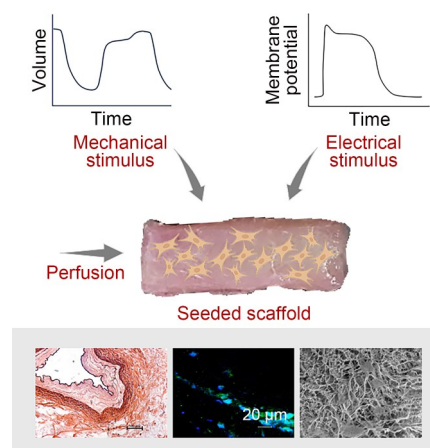 Volume
Time
Mechanical
stimulus
Membrane
potential
Time
Electrical
stimulus
Perfusion
Seeded scaffold
20 μm